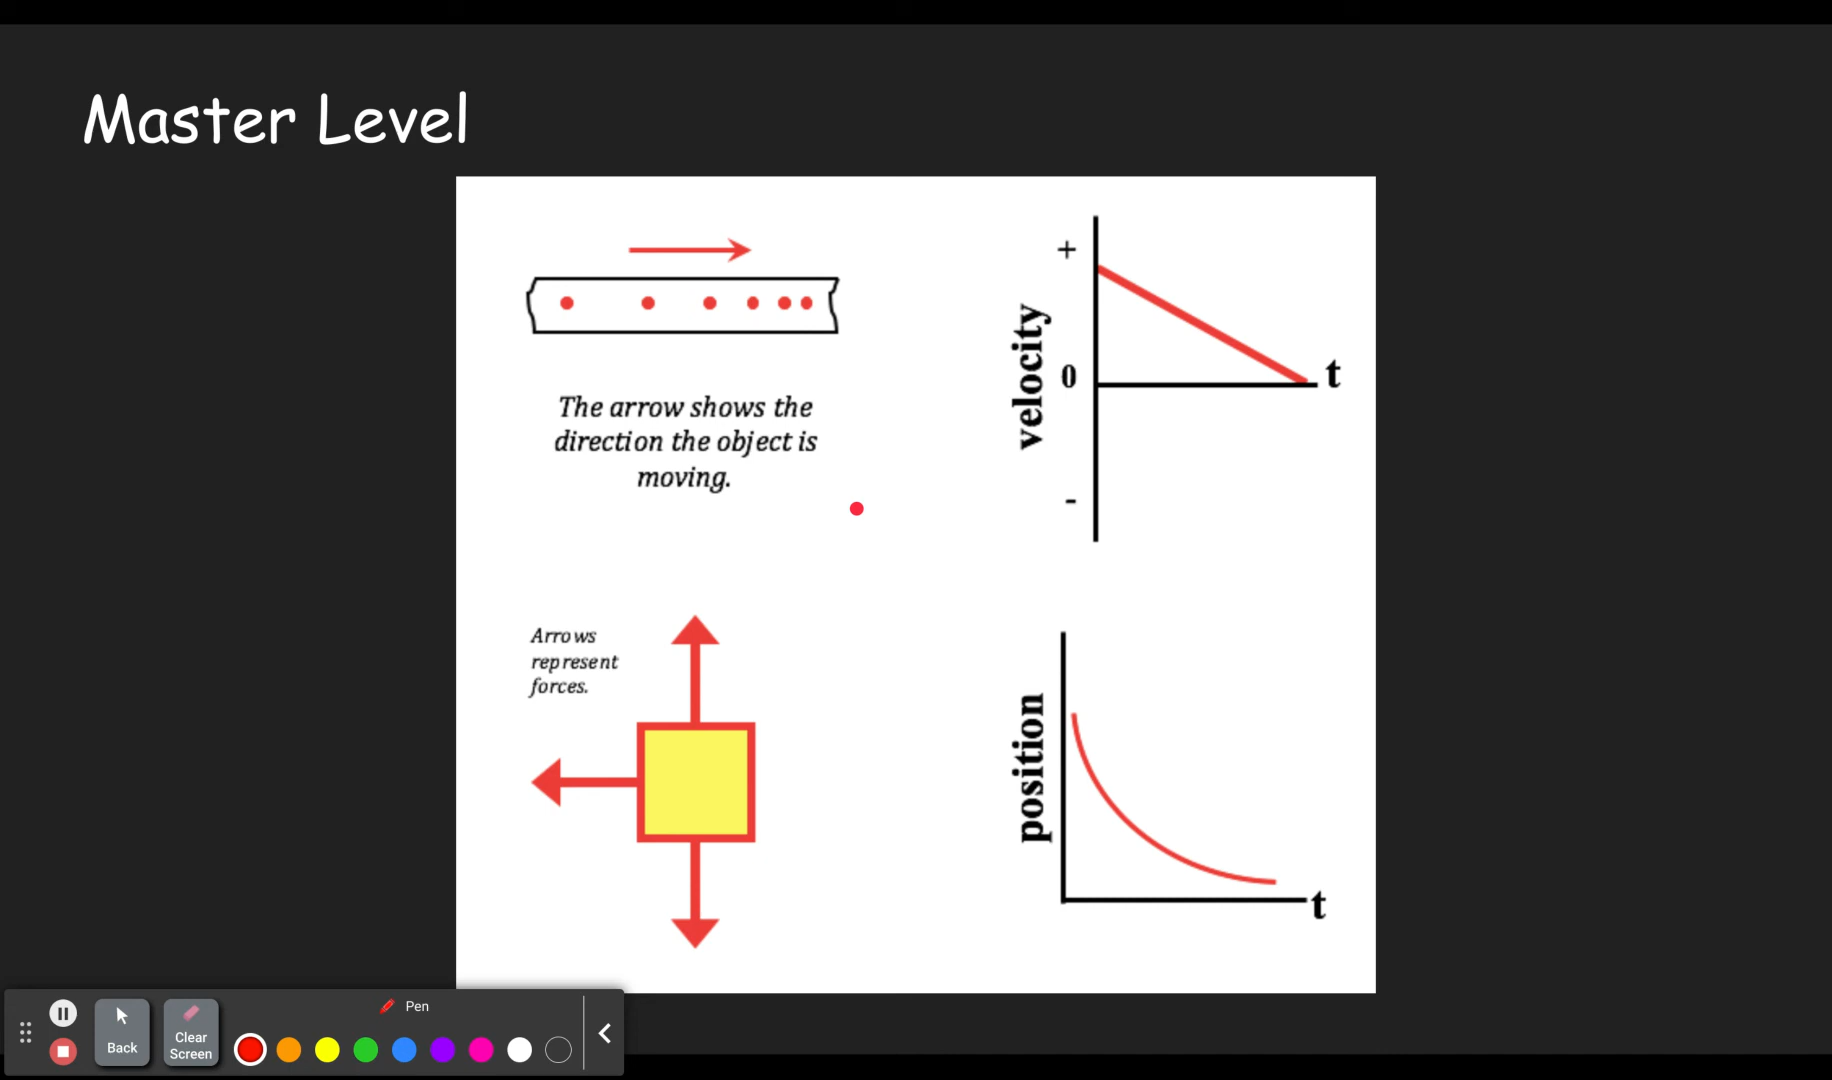 Master Level
The arrow shows the
direction the object is
moving.
+
velocity
0
t
-
Arrows
represent
forces.
position
t
Pen
Back
Clear
Screen